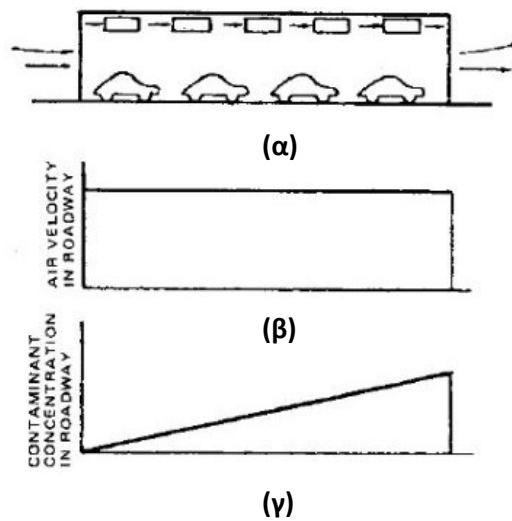 (α)
AIR VELOCITY
IN ROADWAY
(β)
CONTAMINANT
CONCENTRATION
IN ROADWAY
(γ)